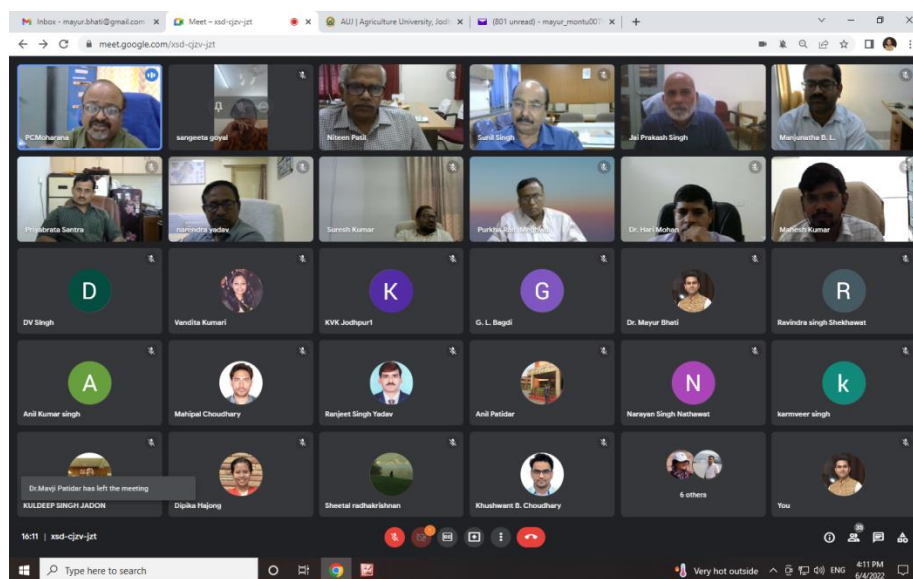 Inbox - mayur.bhati@gmail.com
Meet – xsd-cjzv-jzt
AUJ | Agriculture University, Jodh
(801 unread) - mayur_montu007
meet.google.com/xsd-cjzv-jzt
PCMoharana
sangeeta goyal
Niteen Patil
Sunil Singh
Jai Prakash Singh
Manjunatha B. L.
Priyabrata Santra
narendra yadav
Suresh Kumar
Purkha Ram Meghwal
Dr. Hari Mohan
Mahesh Kumar
D
K
G
R
DV Singh
Vandita Kumari
KVK Jodhpur1
G. L. Bagdi
Dr. Mayur Bhati
Ravindra singh Shekhawat
A
N
k
Anil Kumar singh
Mahipal Choudhary
Ranjeet Singh Yadav
Anil Patidar
Narayan Singh Nathawat
karmveer singh
Dr.Mavji Patidar has left the meeting
6 others
KULDEEP SINGH JADON
Dipika Hajong
Sheetal radhakrishnan
Khushwant B. Choudhary
You
16:11 | xsd-cjzv-jzt
35
Type here to search
Very hot outside
ENG
4:11 PM
6/4/2022